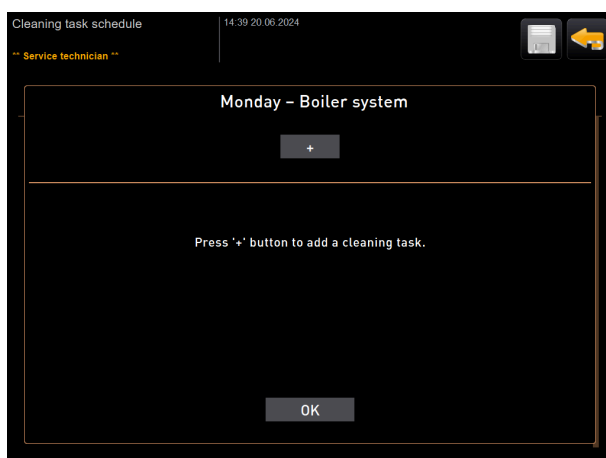 Cleaning task schedule
14:39 20.06.2024
** Service technician **
Monday – Boiler system
+
Press '+' button to add a cleaning task.
OK